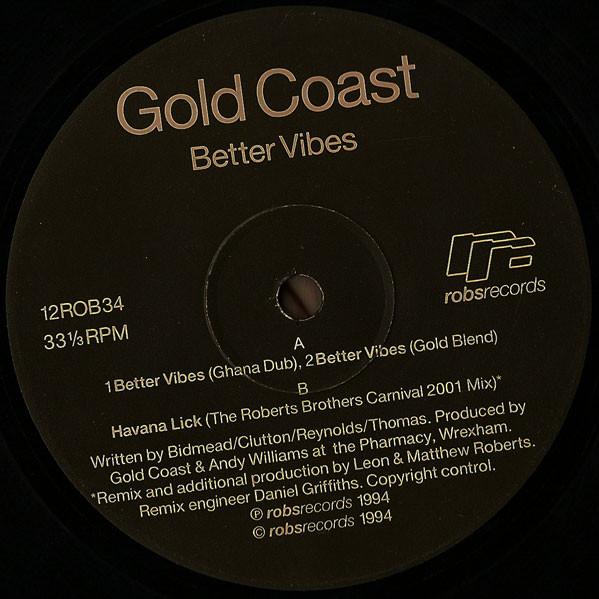 Gold Coast
Better Vibes
robsrecords
12ROB34
33⅓ RPM
A
1 Better Vibes (Ghana Dub), 2 Better Vibes (Gold Blend)
B
Havana Lick (The Roberts Brothers Carnival 2001 Mix)*
Written by Bidmead/Clutton/Reynolds/Thomas. Produced by
Gold Coast & Andy Williams at the Pharmacy, Wrexham.
*Remix and additional production by Leon & Matthew Roberts.
Remix engineer Daniel Griffiths. Copyright control.
℗ robsrecords 1994
© robsrecords 1994